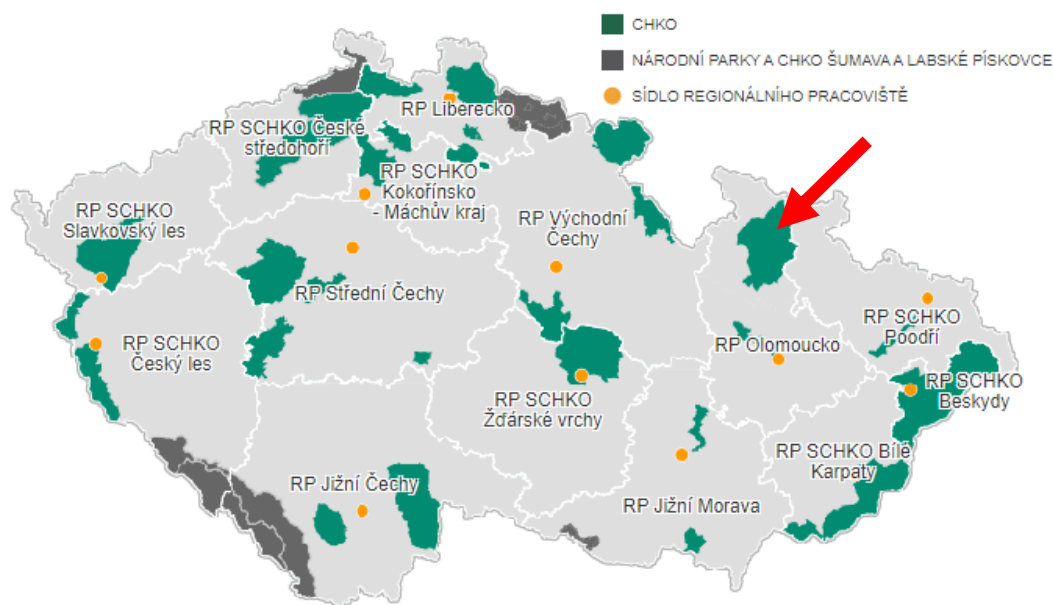 CHKO
NÁRODNÍ PARKY A CHKO ŠUMAVA A LABSKÉ PÍSKOVCE
SÍDLO REGIONÁLNÍHO PRACOVIŠTĚ
RP Liberecko
RP SCHKO České
středohoří
RP SCHKO
Kokořínsko
- Máchův kraj
RP SCHKO
Slavkovský les
RP Východní
Čechy
RP Střední Čechy
RP SCHKO
Poodří
RP SCHKO
Český les
RP Olomoucko
RP SCHKO
Beskydy
RP SCHKO
Žďárské vrchy
RP SCHKO Bílé
Karpaty
RP Jižní Čechy
RP Jižní Morava